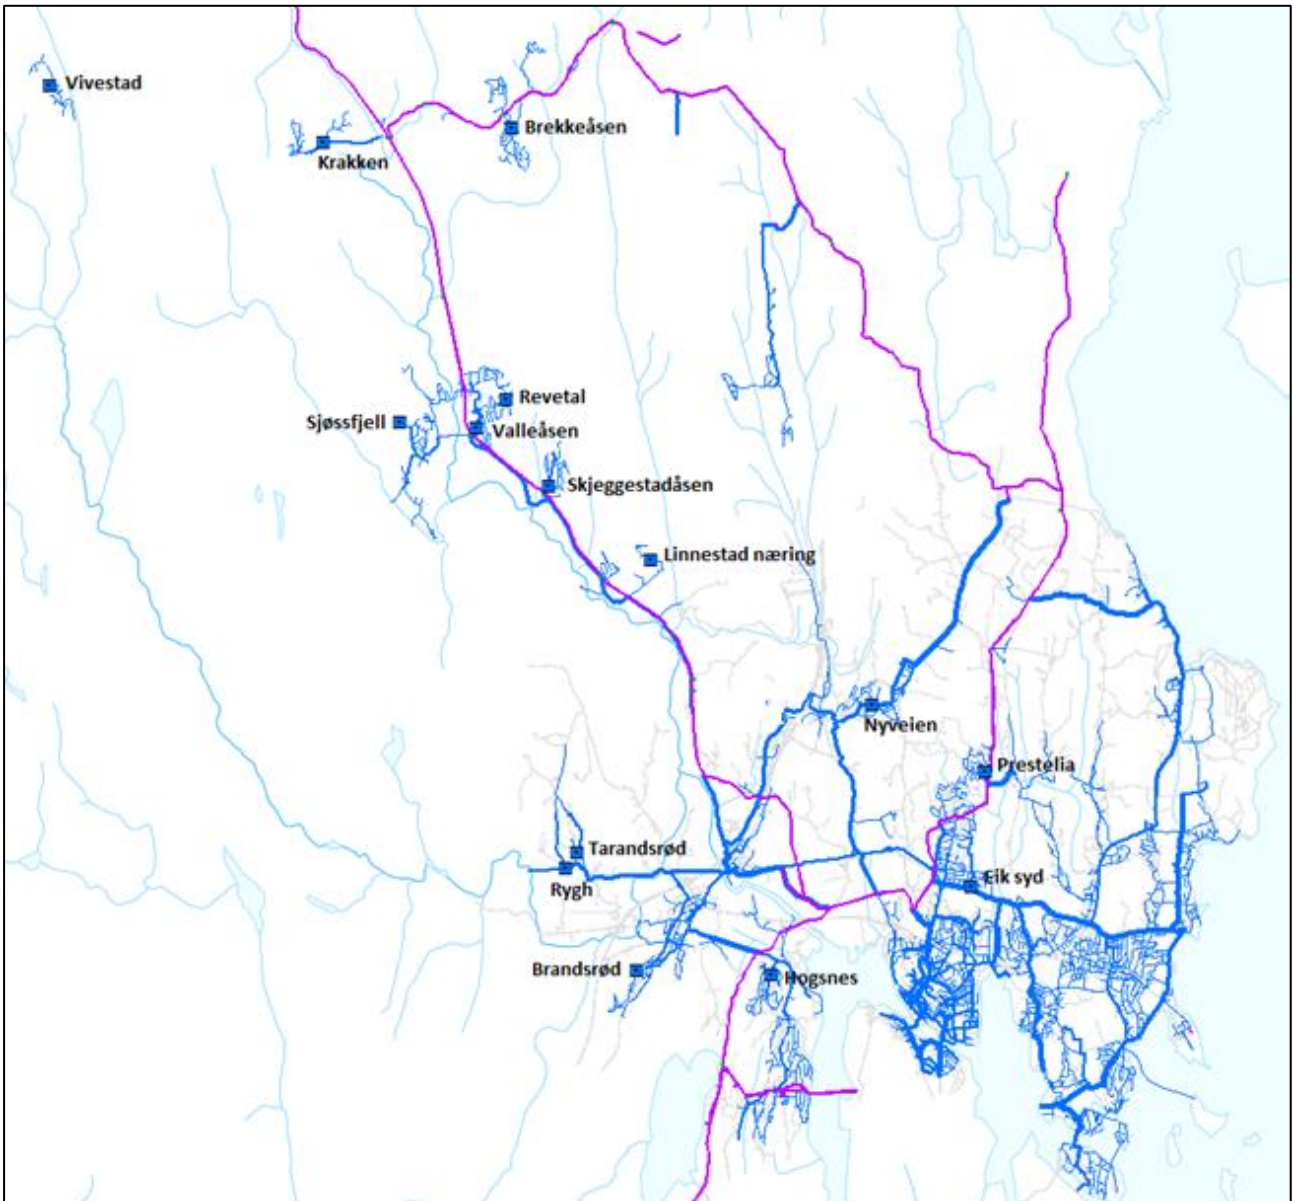 Vivestad
Brekkeåsen
Krakken
Revetal
Sjøssfjell
Valleåsen
Skjeggestadåsen
Linnestad næring
Nyveien
Prestelia
Tarandsrød
Rygh
Eik syd
Brandsrød
Hogsnes